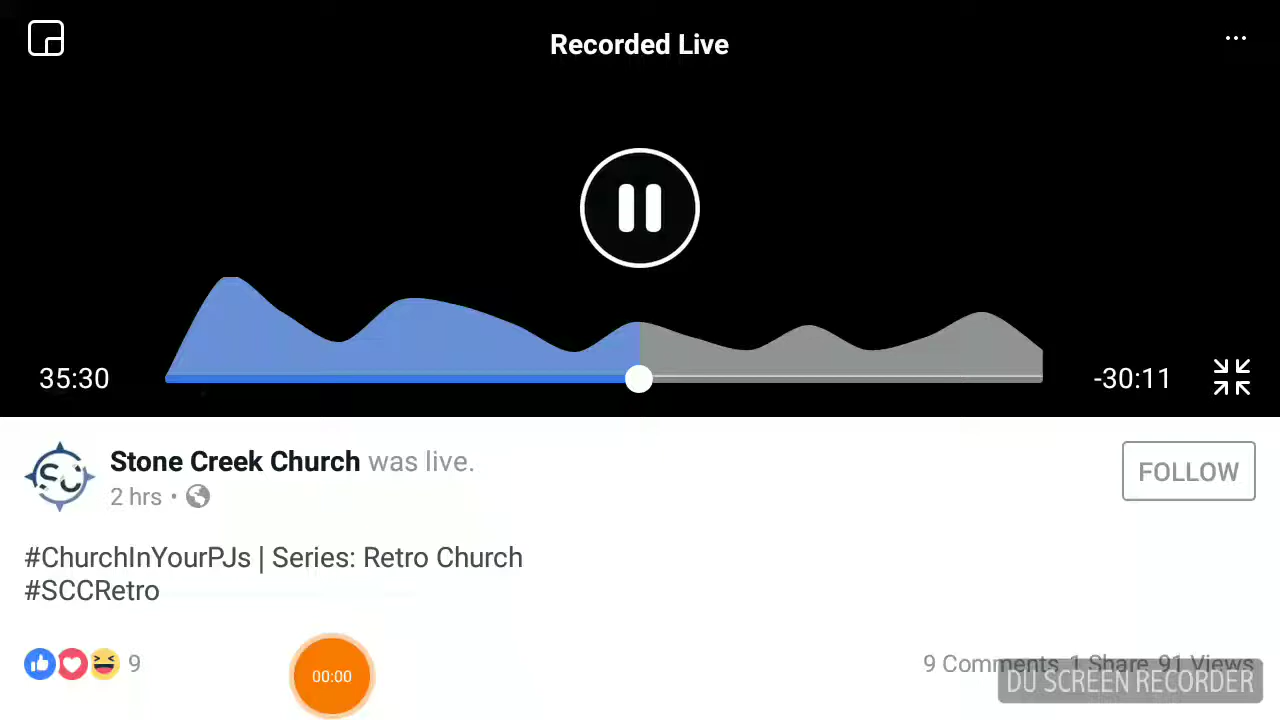 Recorded Live
35:30
-30:11
SC
Stone Creek Church was live.
FOLLOW
2 hrs •
#ChurchInYourPJs | Series: Retro Church
#SCCRetro
9
9 Comments 1 Share 91 Views
00:00
DU SCREEN RECORDER